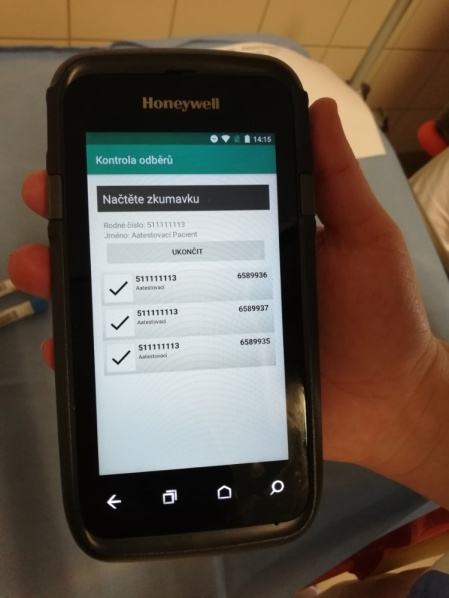 Honeywell
14:15
Kontrola odběrů
Načtěte zkumavku
Rodné číslo: 511111113
Jméno: Aatestovací Pacient
UKONČIT
511111113 6589936
Aatestovací
511111113 6589937
Aatestovací
511111113 6589935
Aatestovací